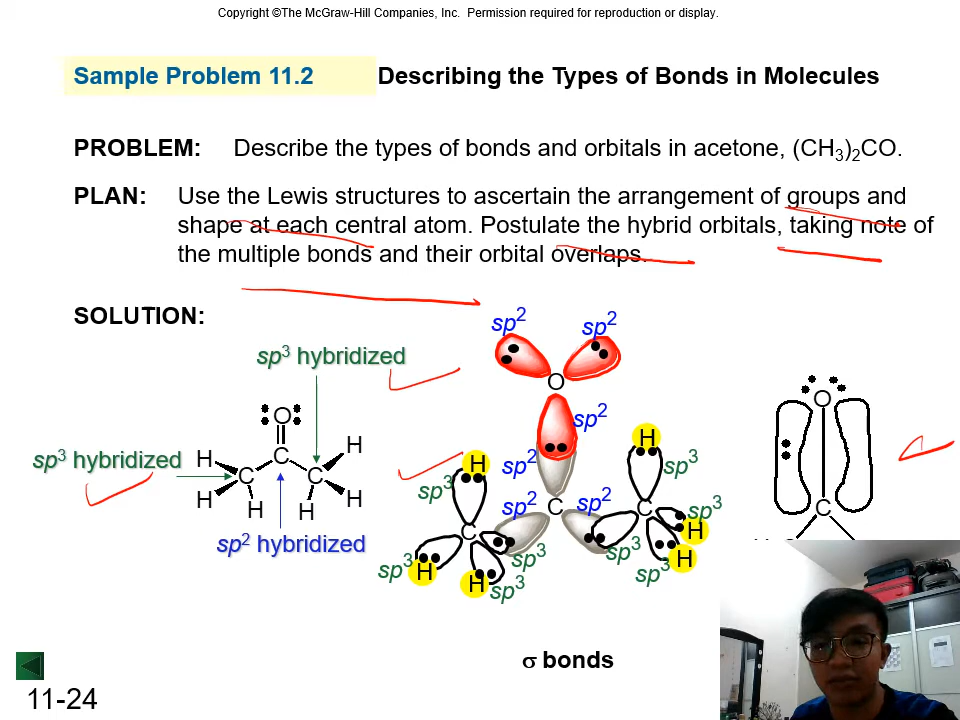 Copyright ©The McGraw-Hill Companies, Inc. Permission required for reproduction or display.
Sample Problem 11.2 Describing the Types of Bonds in Molecules
PROBLEM: Describe the types of bonds and orbitals in acetone, (CH3)2CO.
PLAN: Use the Lewis structures to ascertain the arrangement of groups and
shape at each central atom. Postulate the hybrid orbitals, taking note of
the multiple bonds and their orbital overlaps.
SOLUTION:
sp3 hybridized
sp3 hybridized
O
C
C
C
H
H
H
H
H
H
sp2 hybridized
sp2
sp2
O
sp2
sp2
sp2
sp2
C
H
H
sp3
sp3
C
C
sp3
H
sp3
sp3
sp3
sp3
H
H
H
sp3
σ bonds
O
C
11-24